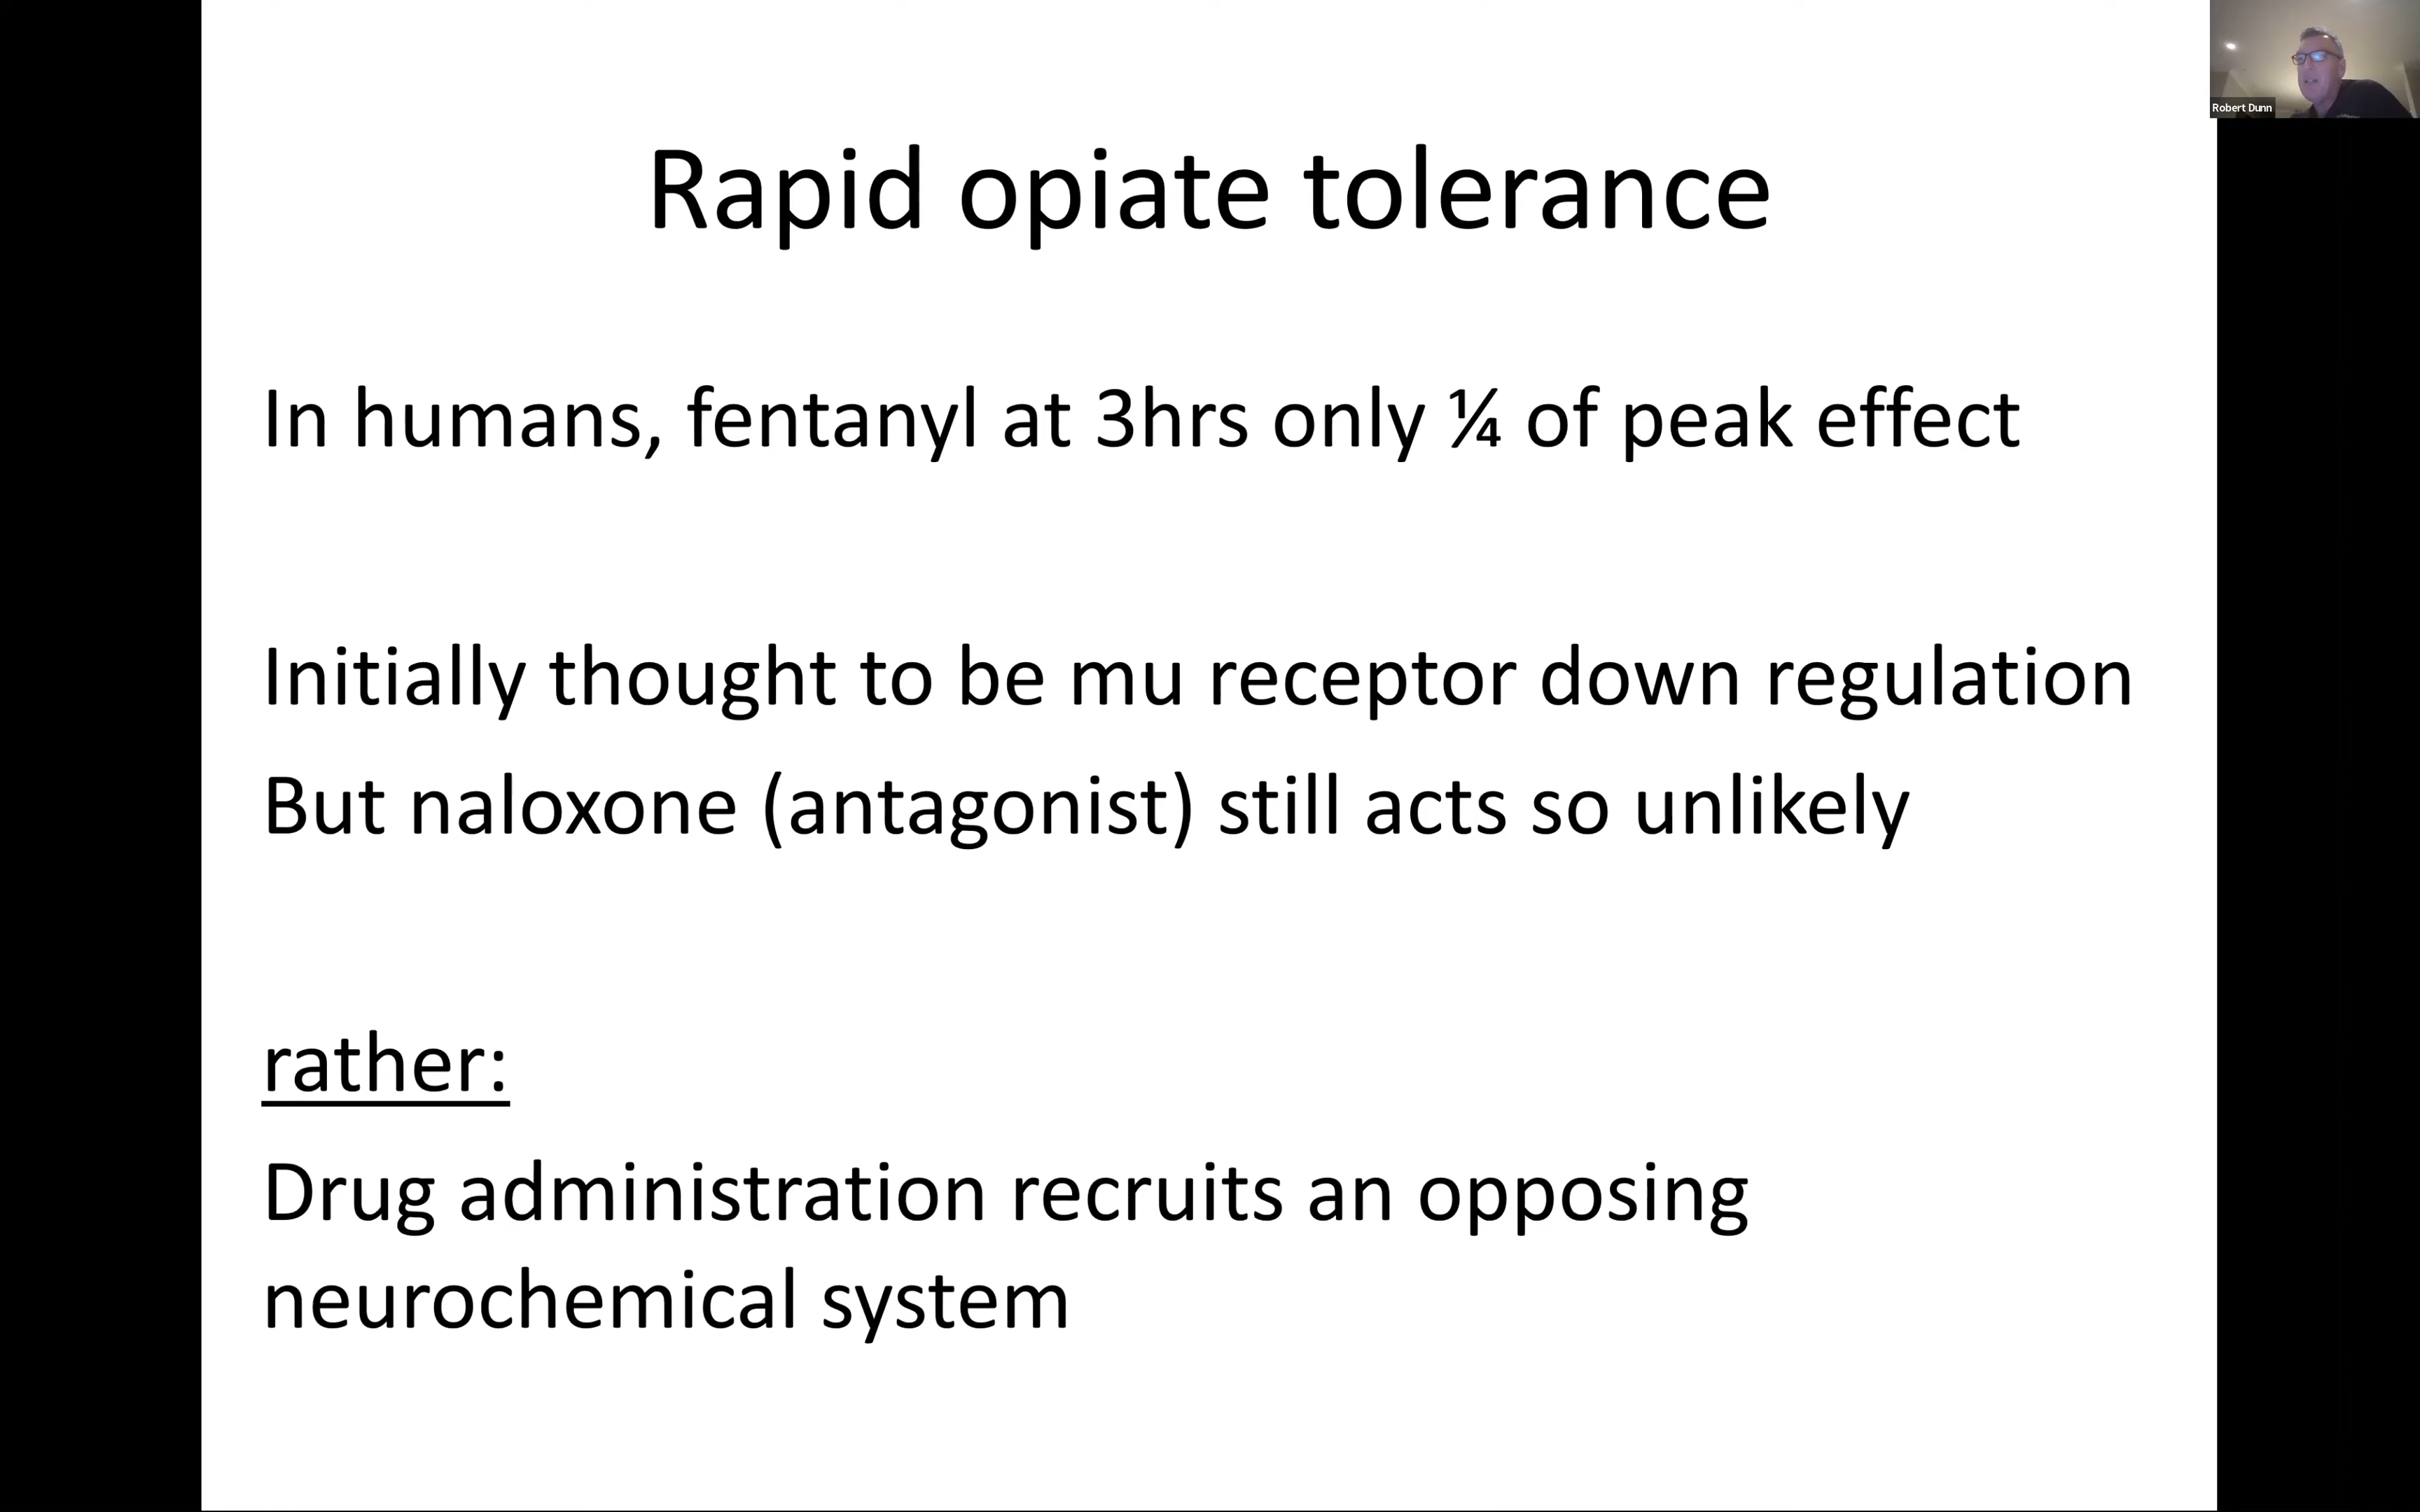 Robert Dunn
Rapid opiate tolerance
In humans, fentanyl at 3hrs only ¼ of peak effect
Initially thought to be mu receptor down regulation
But naloxone (antagonist) still acts so unlikely
rather:
Drug administration recruits an opposing
neurochemical system